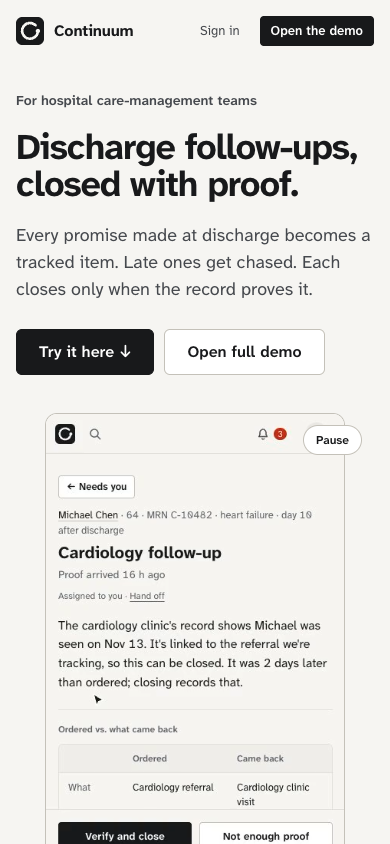 Continuum
Sign in
Open the demo
For hospital care-management teams
Discharge follow-ups,
closed with proof.
Every promise made at discharge becomes a
tracked item. Late ones get chased. Each
closes only when the record proves it.
Try it here ↓
Open full demo
3
Pause
← Needs you
Michael Chen · 64 · MRN C-10482 · heart failure · day 10
after discharge
Cardiology follow-up
Proof arrived 16 h ago
Assigned to you · Hand off
The cardiology clinic's record shows Michael was
seen on Nov 13. It's linked to the referral we're
tracking, so this can be closed. It was 2 days later
than ordered; closing records that.
Ordered vs. what came back
Ordered
Came back
What
Cardiology referral
Cardiology clinic
visit
Verify and close
Not enough proof